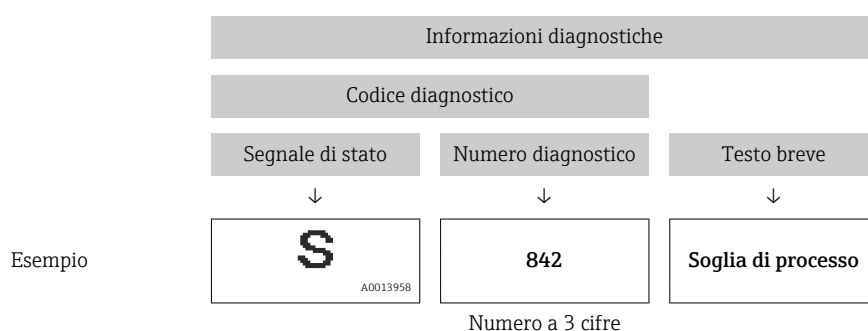 Informazioni diagnostiche
Codice diagnostico
Segnale di stato Numero diagnostico Testo breve
↓ ↓ ↓
Esempio S 842 Soglia di processo
A0013958
Numero a 3 cifre